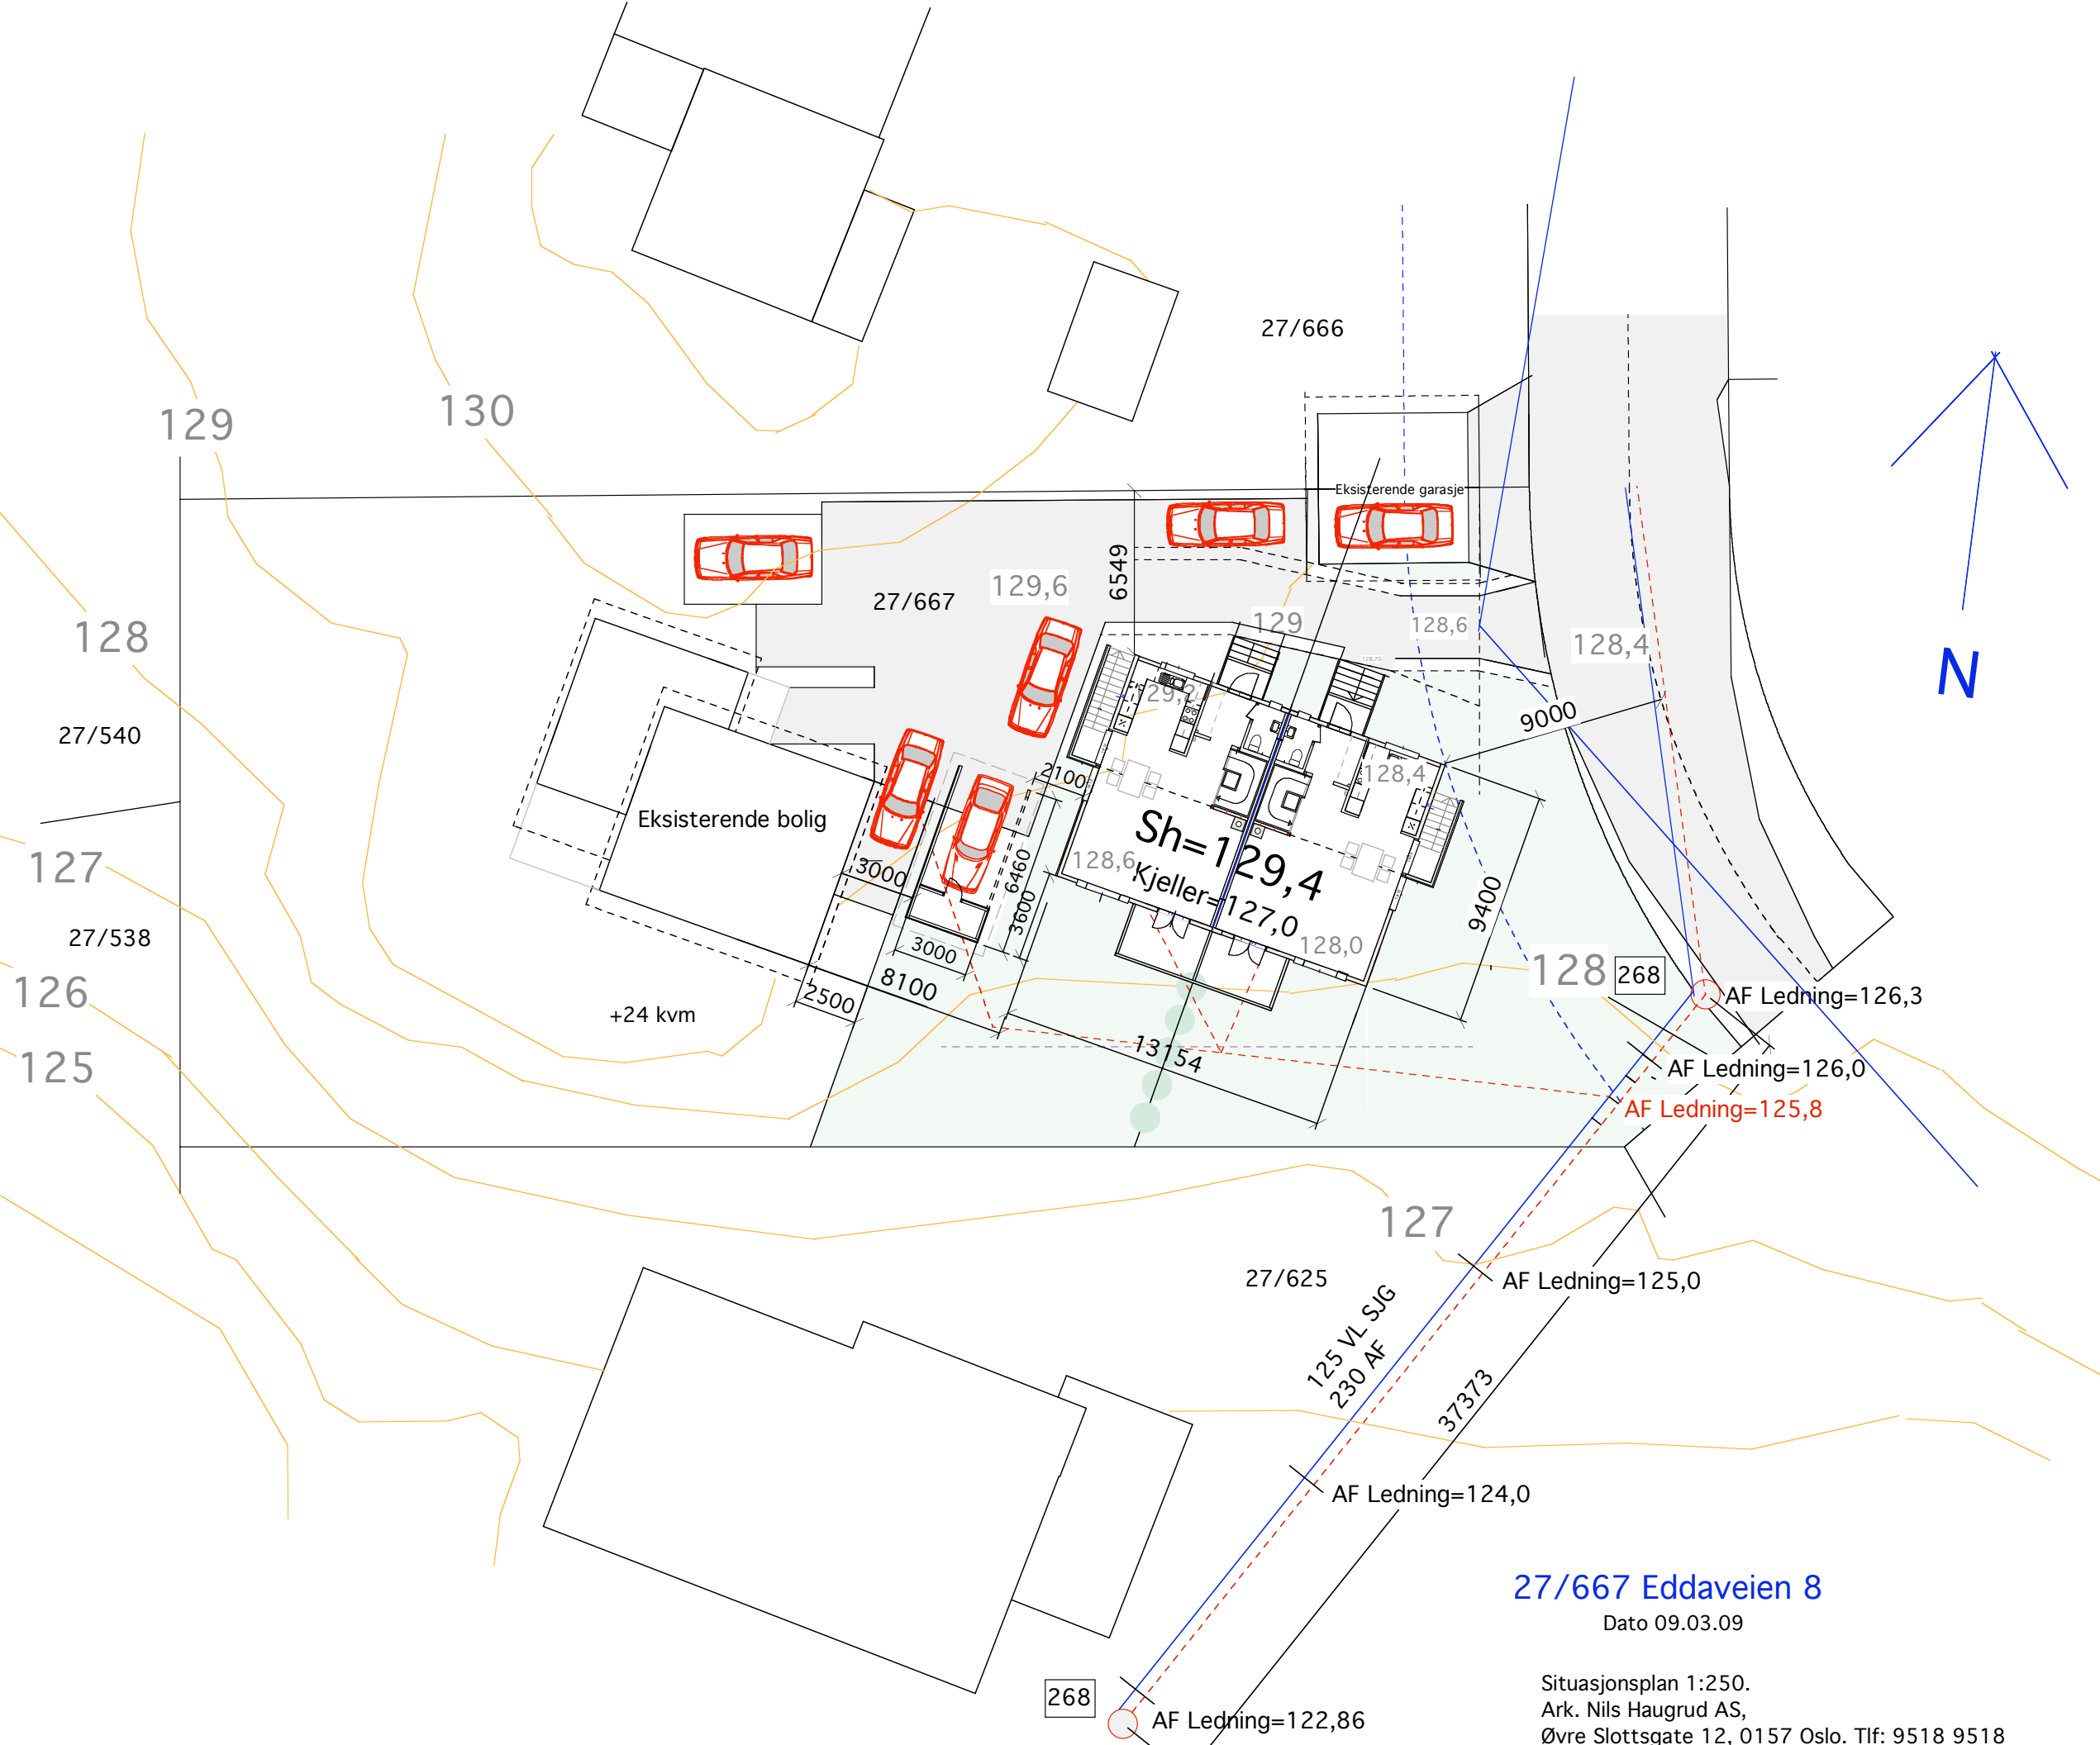 27/666
130
129
Eksisterende garasje
6549
129,6
27/667
129
128,6
128
128,4
N
29,2
9000
27/540
2100
128,4
Eksisterende bolig
Sh=129,4
128,6
127
3000
6460
Kjeller=127,0
9400
3600
27/538
3000
128,0
128
268
126
8100
AF Ledning=126,3
2500
+24 kvm
13154
125
AF Ledning=126,0
AF Ledning=125,8
127
27/625
AF Ledning=125,0
125 VL SJG
230 AF
37373
AF Ledning=124,0
27/667 Eddaveien 8
Dato 09.03.09
268
Situasjonsplan 1:250.
Ark. Nils Haugrud AS,
AF Ledning=122,86
Øvre Slottsgate 12, 0157 Oslo. Tlf: 9518 9518